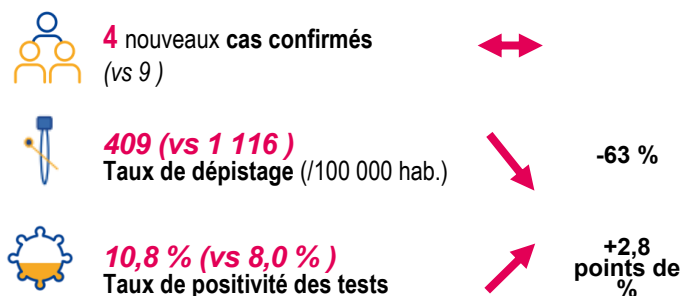 4 nouveaux cas confirmés
(vs 9 )
409 (vs 1 116 )
Taux de dépistage (/100 000 hab.)
-63 %
10,8 % (vs 8,0 % )
Taux de positivité des tests
+2,8
points de
%